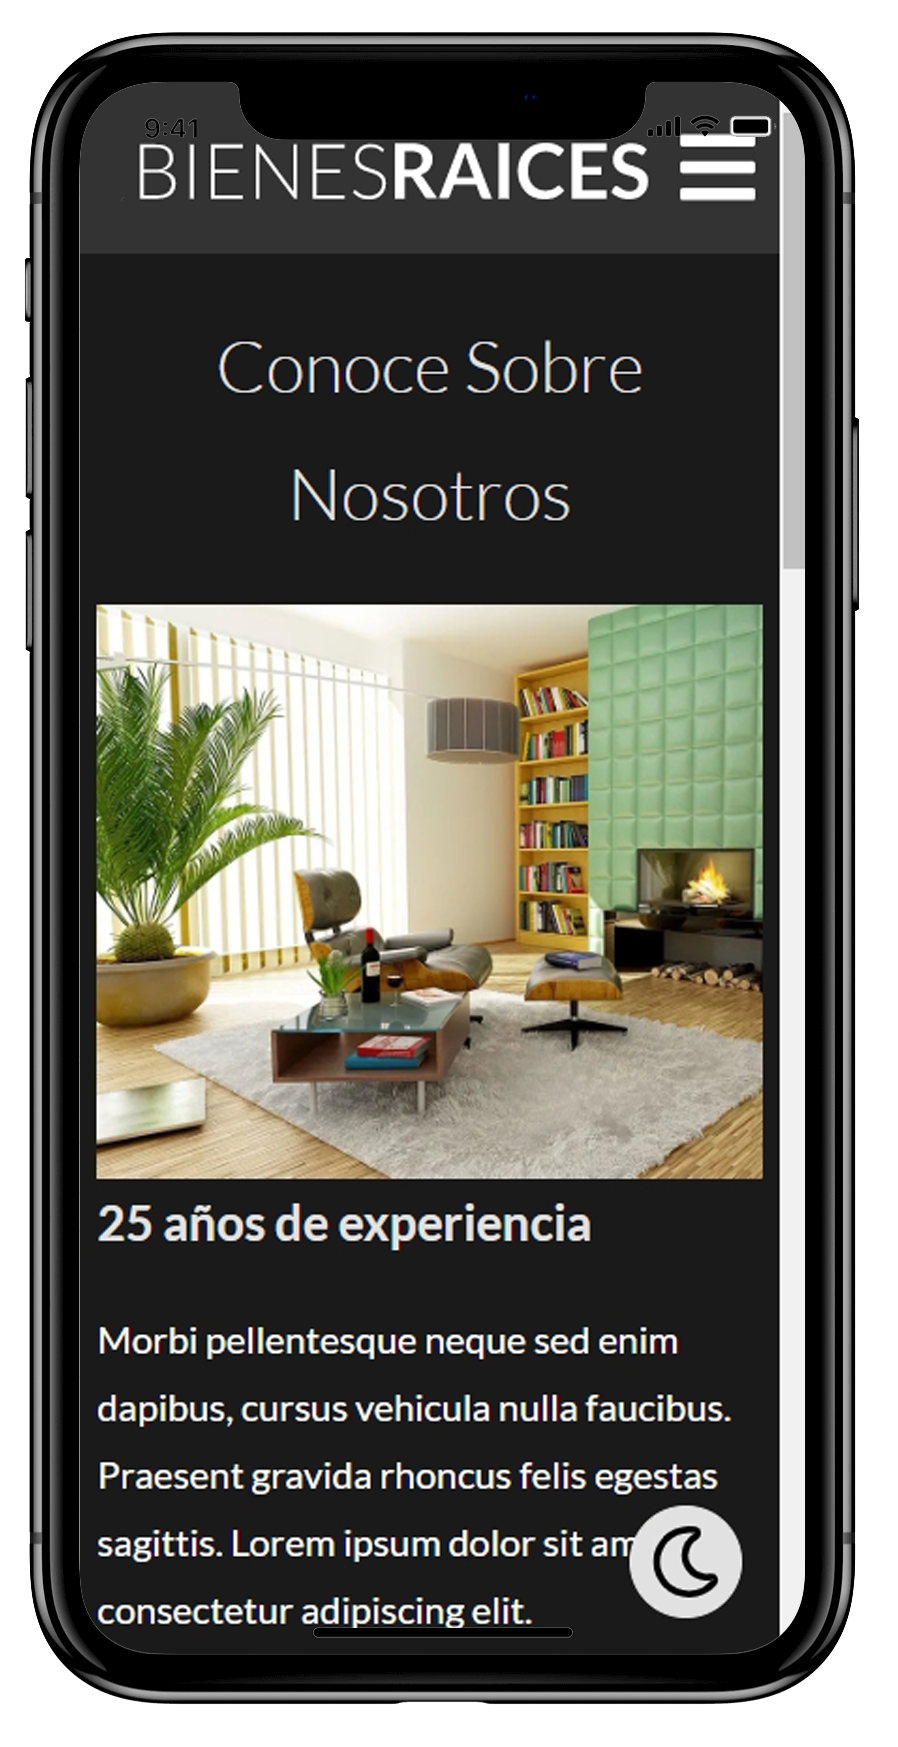 9:41
BIENESRAICES
Conoce Sobre
Nosotros
25 años de experiencia
Morbi pellentesque neque sed enim
dapibus, cursus vehicula nulla faucibus.
Praesent gravida rhoncus felis egestas
sagittis. Lorem ipsum dolor sit am
consectetur adipiscing elit.